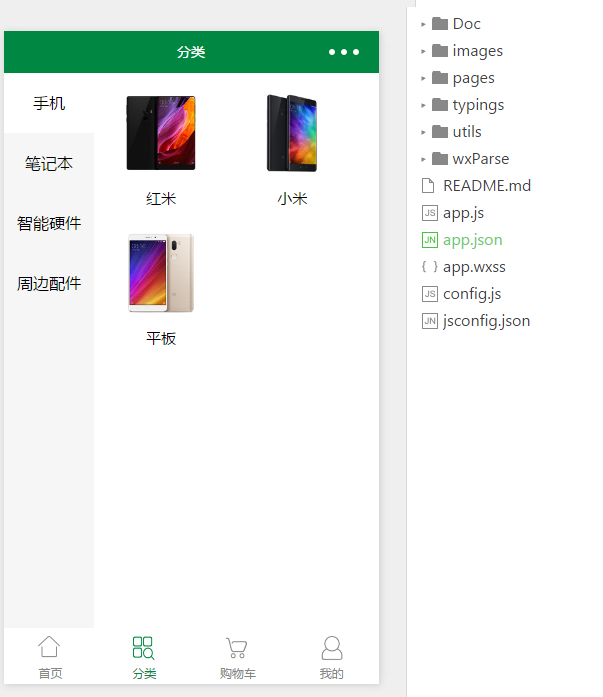 分类
手机
笔记本
智能硬件
周边配件
红米
小米
平板
首页
分类
购物车
我的
Doc
images
pages
typings
utils
wxParse
README.md
JS app.js
JN app.json
{ } app.wxss
JS config.js
JN jsconfig.json